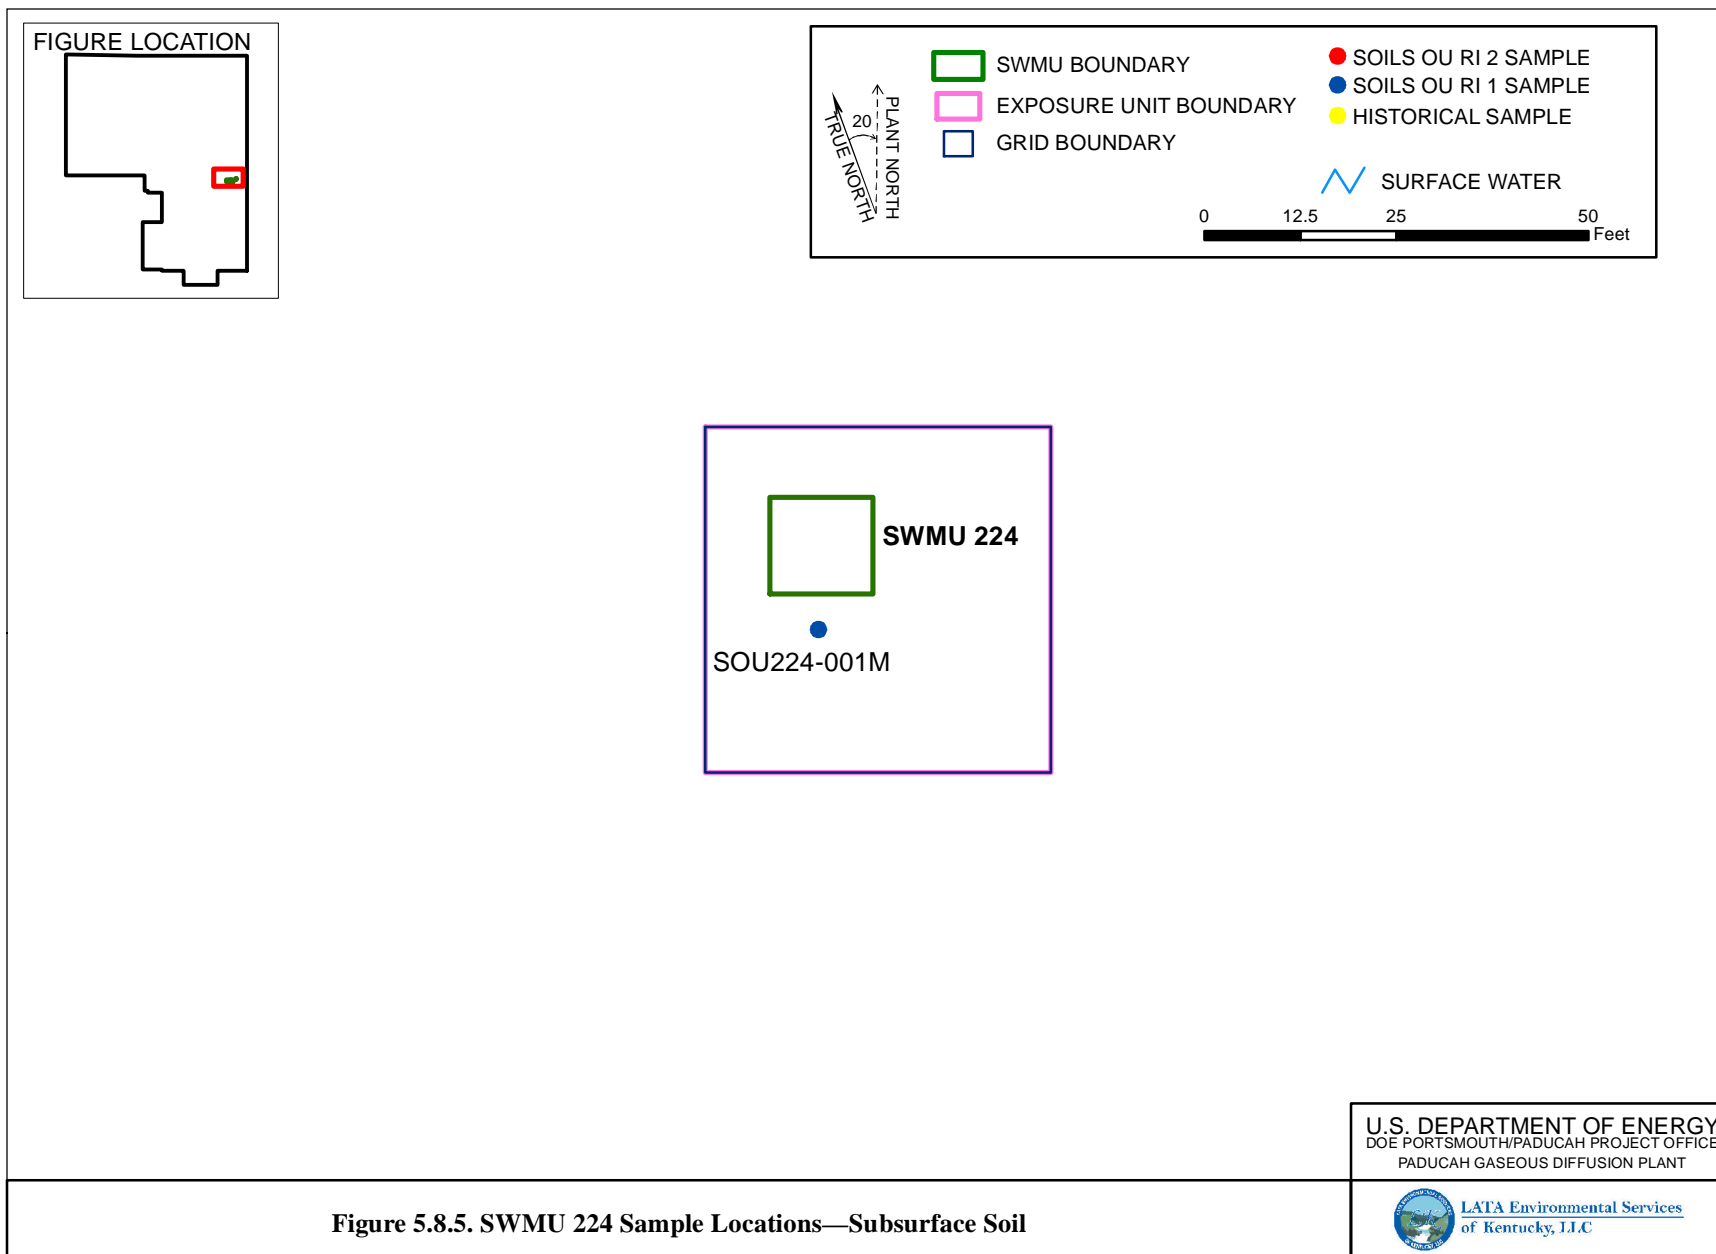 FIGURE LOCATION
SWMU BOUNDARY
EXPOSURE UNIT BOUNDARY
GRID BOUNDARY
SOILS OU RI 2 SAMPLE
SOILS OU RI 1 SAMPLE
HISTORICAL SAMPLE
SURFACE WATER
20
TRUE NORTH
PLANT NORTH
0 12.5 25 50
Feet
SWMU 224
SOU224-001M
U.S. DEPARTMENT OF ENERGY
DOE PORTSMOUTH/PADUCAH PROJECT OFFICE
PADUCAH GASEOUS DIFFUSION PLANT
Figure 5.8.5. SWMU 224 Sample Locations—Subsurface Soil
LATA Environmental Services
of Kentucky, LLC